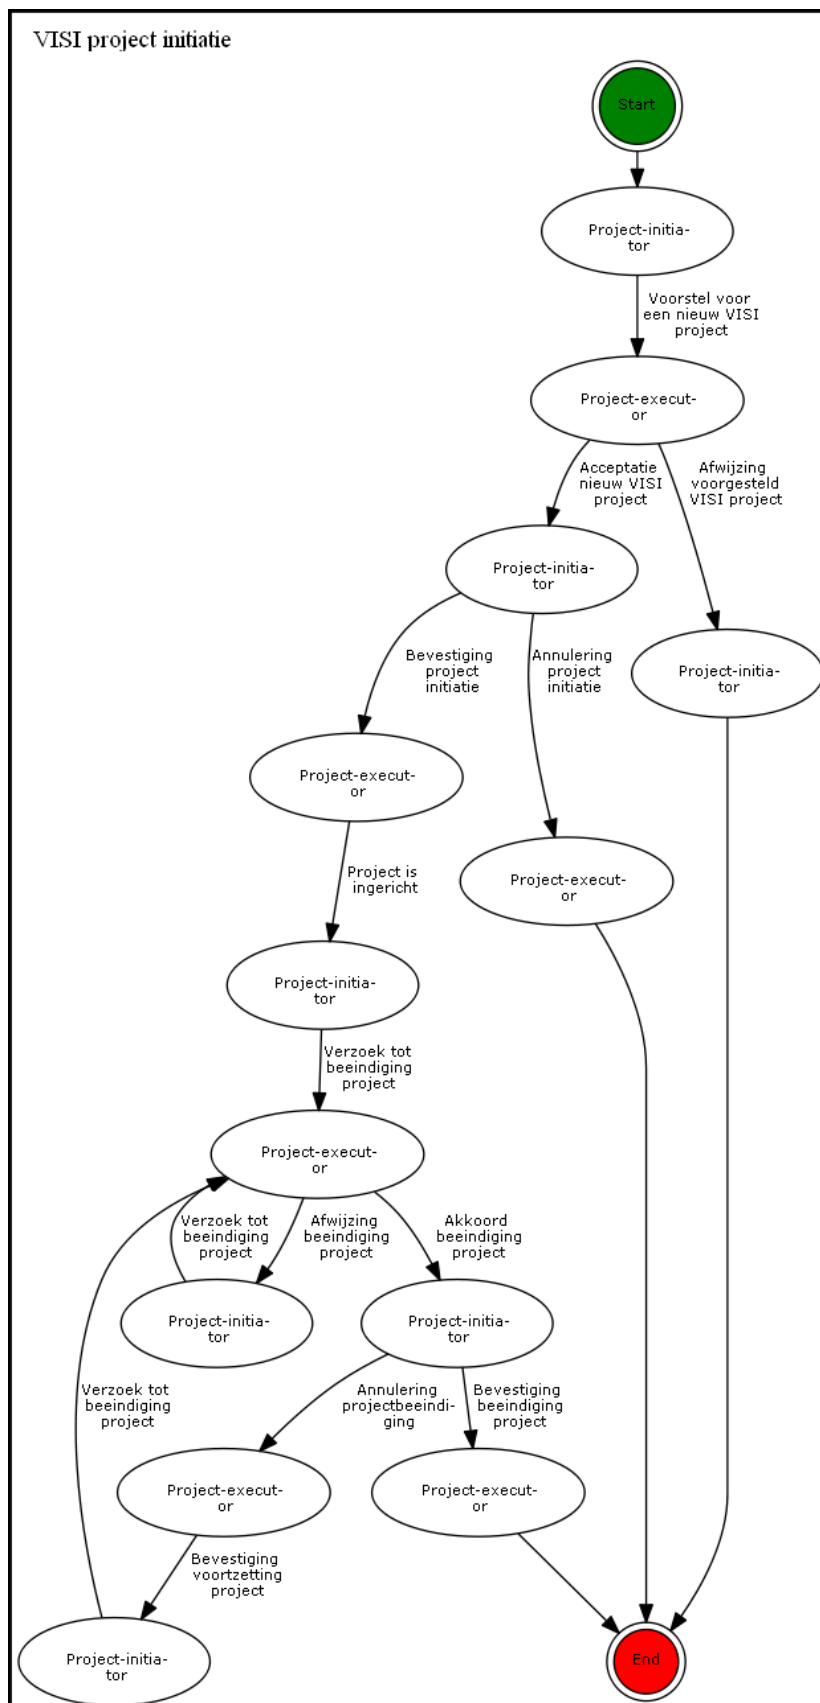 VISI project initiatie
Start
Project-initia-
tor
Voorstel voor
een nieuw VISI
project
Project-execut-
or
Acceptatie
nieuw VISI
project
Afwijzing
voorgesteld
VISI project
Project-initia-
tor
Bevestiging
project
initiatie
Annulering
project
initiatie
Project-initia-
tor
Project-execut-
or
Project is
ingericht
Project-execut-
or
Project-initia-
tor
Verzoek tot
beeindiging
project
Project-execut-
or
Verzoek tot
beeindiging
project
Afwijzing
beeindiging
project
Akkoord
beeindiging
project
Project-initia-
tor
Project-initia-
tor
Verzoek tot
beeindiging
project
Annulering
projectbeeindi-
ging
Bevestiging
beeindiging
project
Project-execut-
or
Project-execut-
or
Bevestiging
voortzetting
project
Project-initia-
tor
End